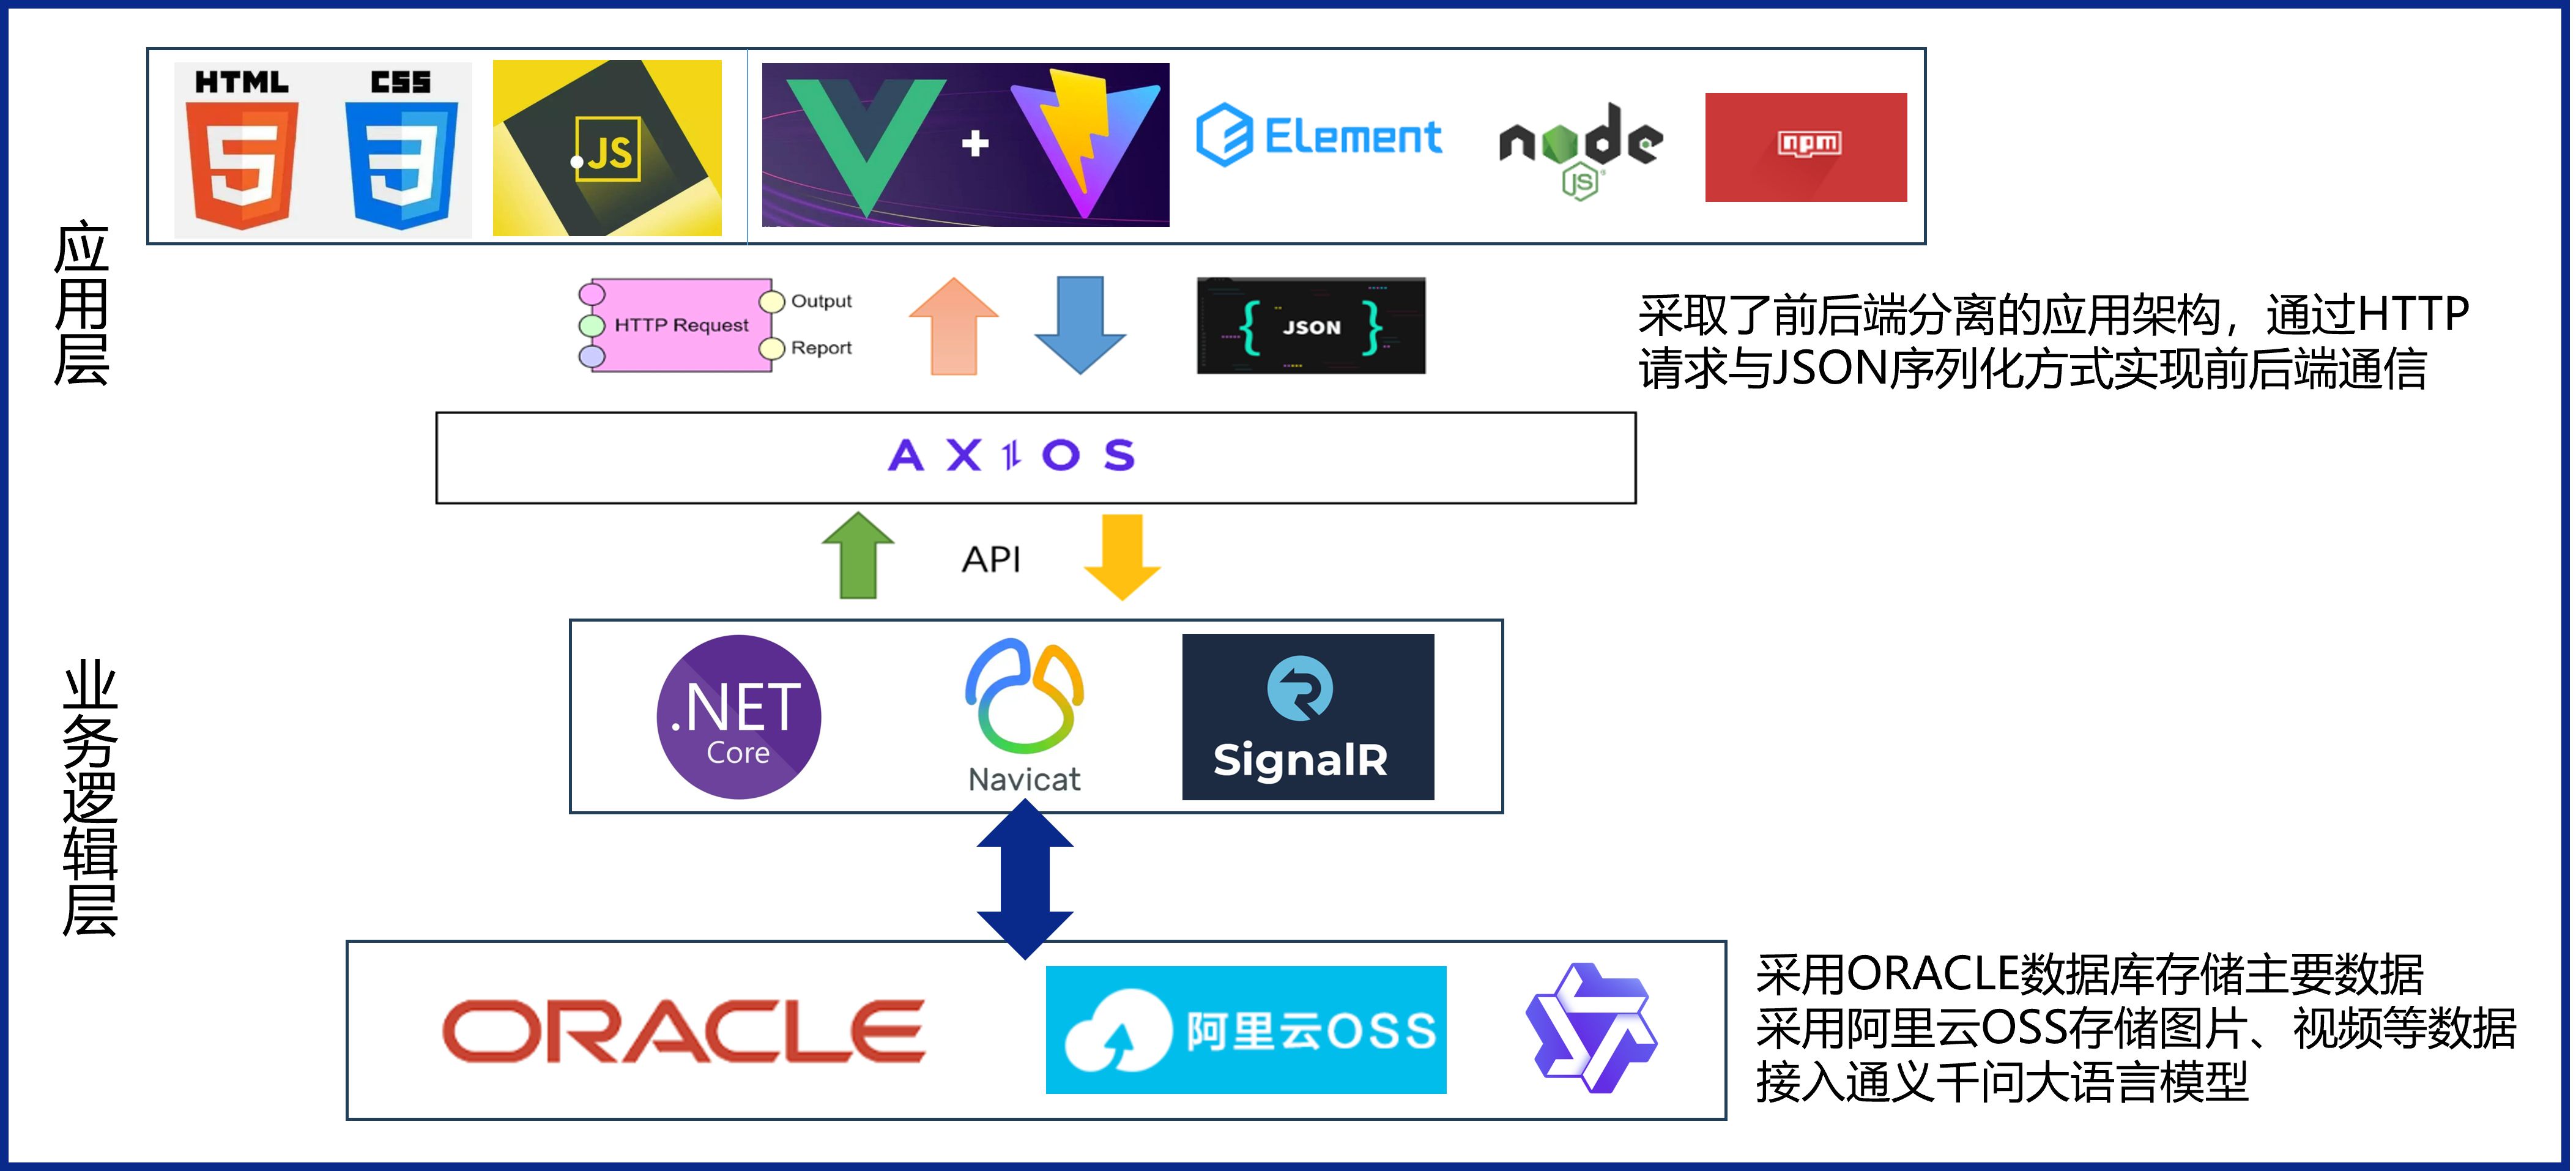 HTML
CSS
5
3
JS
+
Element
node
JS
npm
应用层
HTTP Request
Output
Report
{ JSON }
采取了前后端分离的应用架构，通过HTTP
请求与JSON序列化方式实现前后端通信
AXIOS
API
业务逻辑层
.NET
Core
Navicat
SignalR
ORACLE
阿里云OSS
采用ORACLE数据库存储主要数据
采用阿里云OSS存储图片、视频等数据
接入通义千问大语言模型